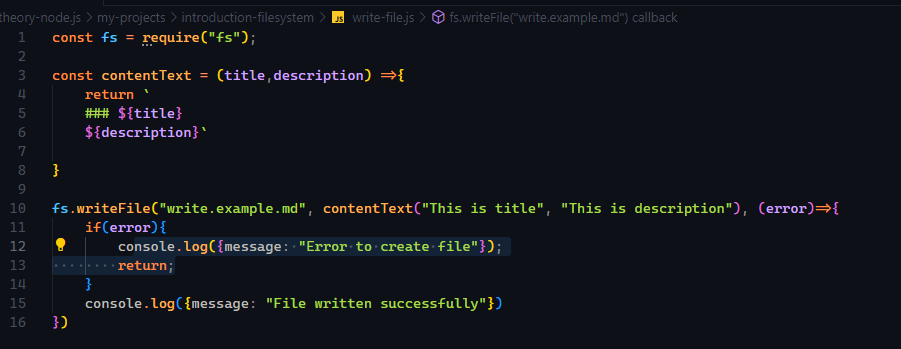 theory-node.js > my-projects > introduction-filesystem > JS write-file.js > fs.writeFile("write.example.md") callback
1 const fs = require("fs");
2
3 const contentText = (title,description) =>{
4 return `
5 ### ${title}
6 ${description}`
7
8 }
9
10 fs.writeFile("write.example.md", contentText("This is title", "This is description"), (error)=>{
11 if(error){
12 console.log({message: "Error to create file"});
13 return;
14 }
15 console.log({message: "File written successfully"})
16 })